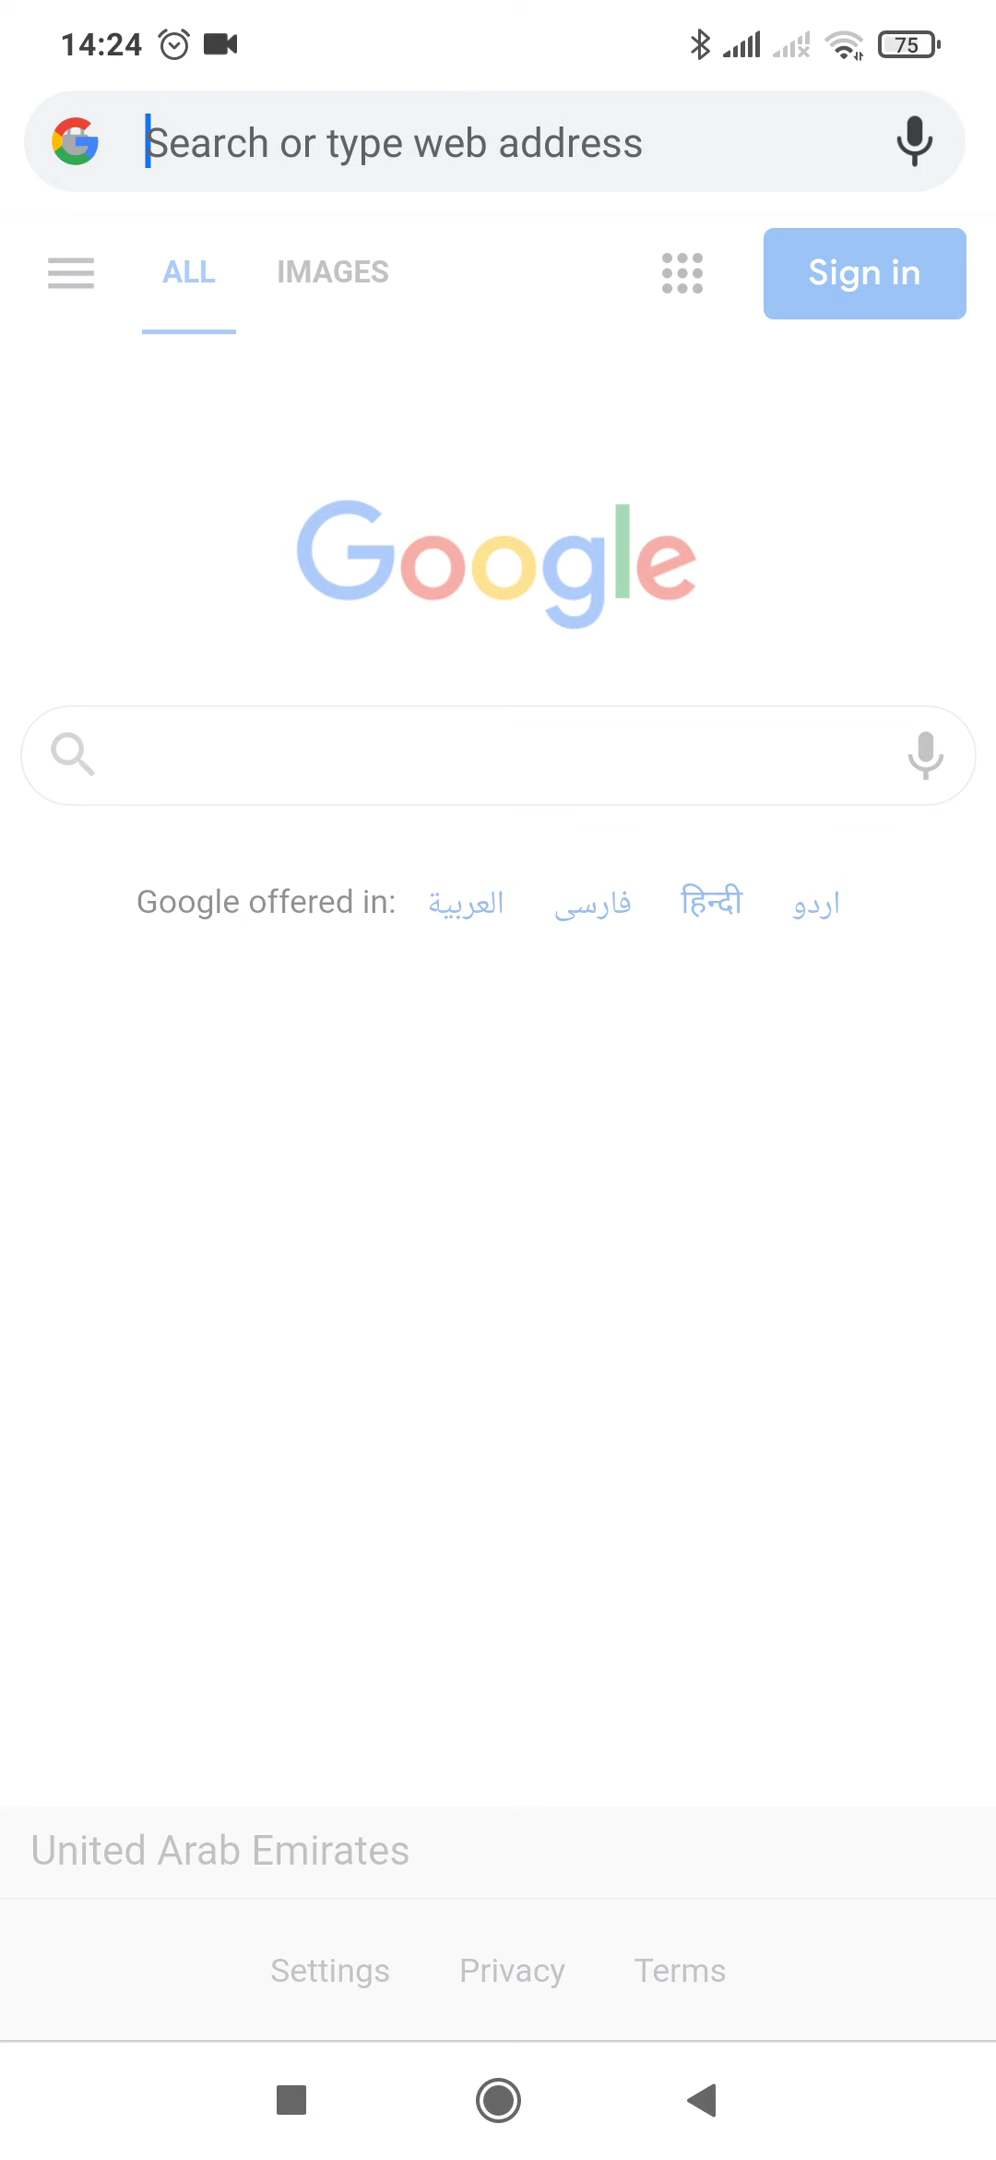 14:24 75
Search or type web address
ALL IMAGES Sign in
Google
Google offered in: العربية فارسی हिन्दी اردو
United Arab Emirates
Settings Privacy Terms